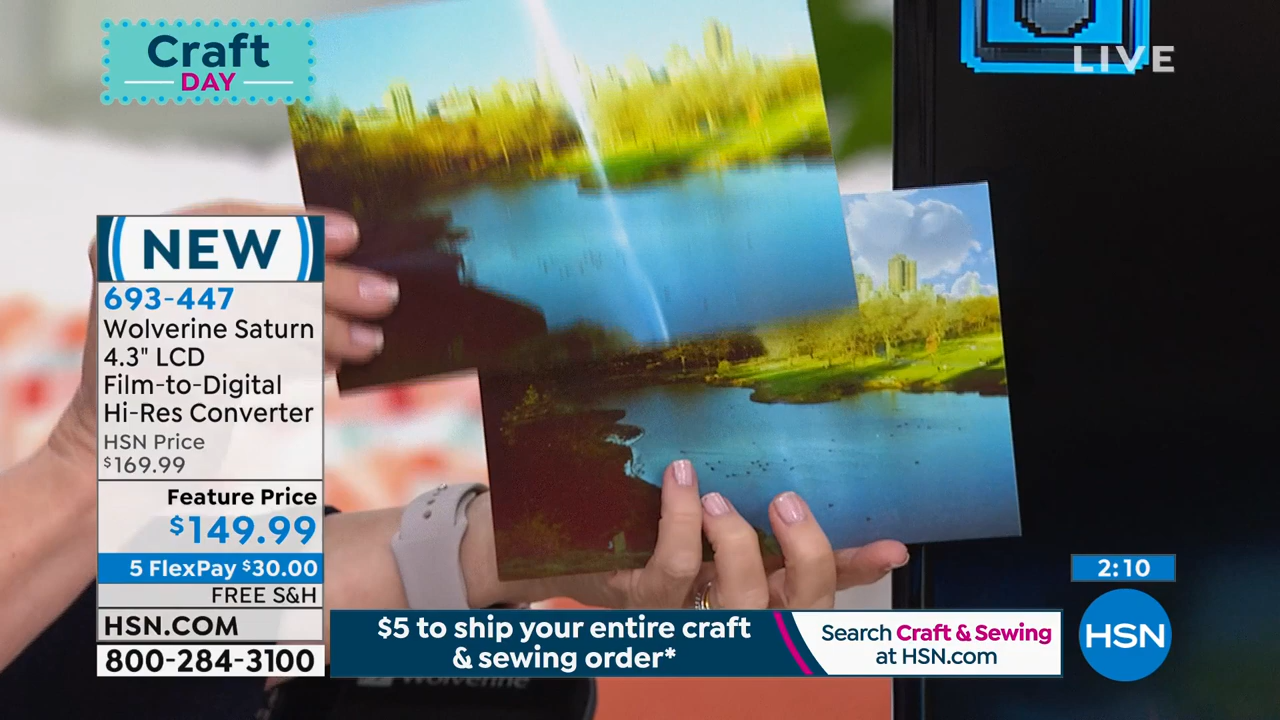 Craft
DAY
LIVE
NEW
693-447
Wolverine Saturn
4.3" LCD
Film-to-Digital
Hi-Res Converter
HSN Price
$169.99
Feature Price
$149.99
5 FlexPay $30.00
FREE S&H
HSN.COM
800-284-3100
$5 to ship your entire craft
& sewing order*
Search Craft & Sewing
at HSN.com
2:10
HSN
Wolverine